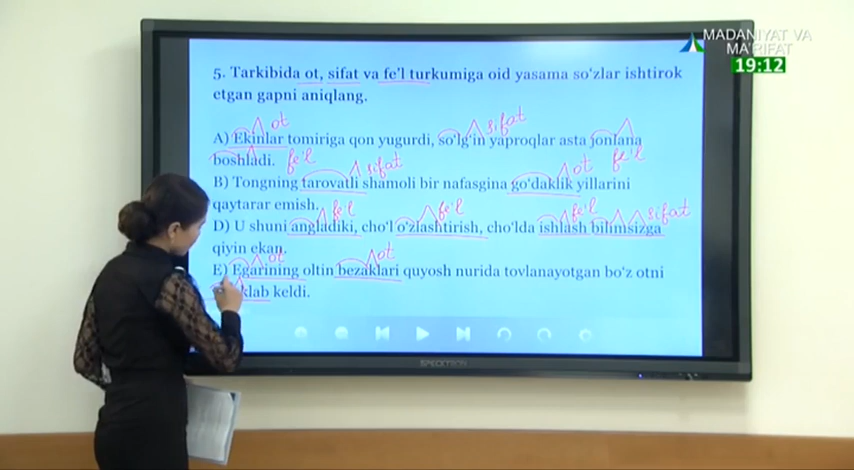 MADANIYAT VA
MA'RIFAT
19:12
5. Tarkibida ot, sifat va fe'l turkumiga oid yasama so'zlar ishtirok
etgan gapni aniqlang.
ot sifat
A) Ekinlar tomiriga qon yugurdi, so'lg'in yaproqlar asta jonlana
boshladi. fe'l sifat ot fe'l
B) Tongning tarovatli shamoli bir nafasgina go'daklik yillarini
qaytarar emish. fe'l fe'l fe'l sifat
D) U shuni angladiki, cho'l o'zlashtirish, cho'lda ishlash bilimsizga
qiyin ekan. ot ot
E) Egarining oltin bezaklari quyosh nurida tovlanayotgan bo'z otni
klab keldi.
SPECKTRON